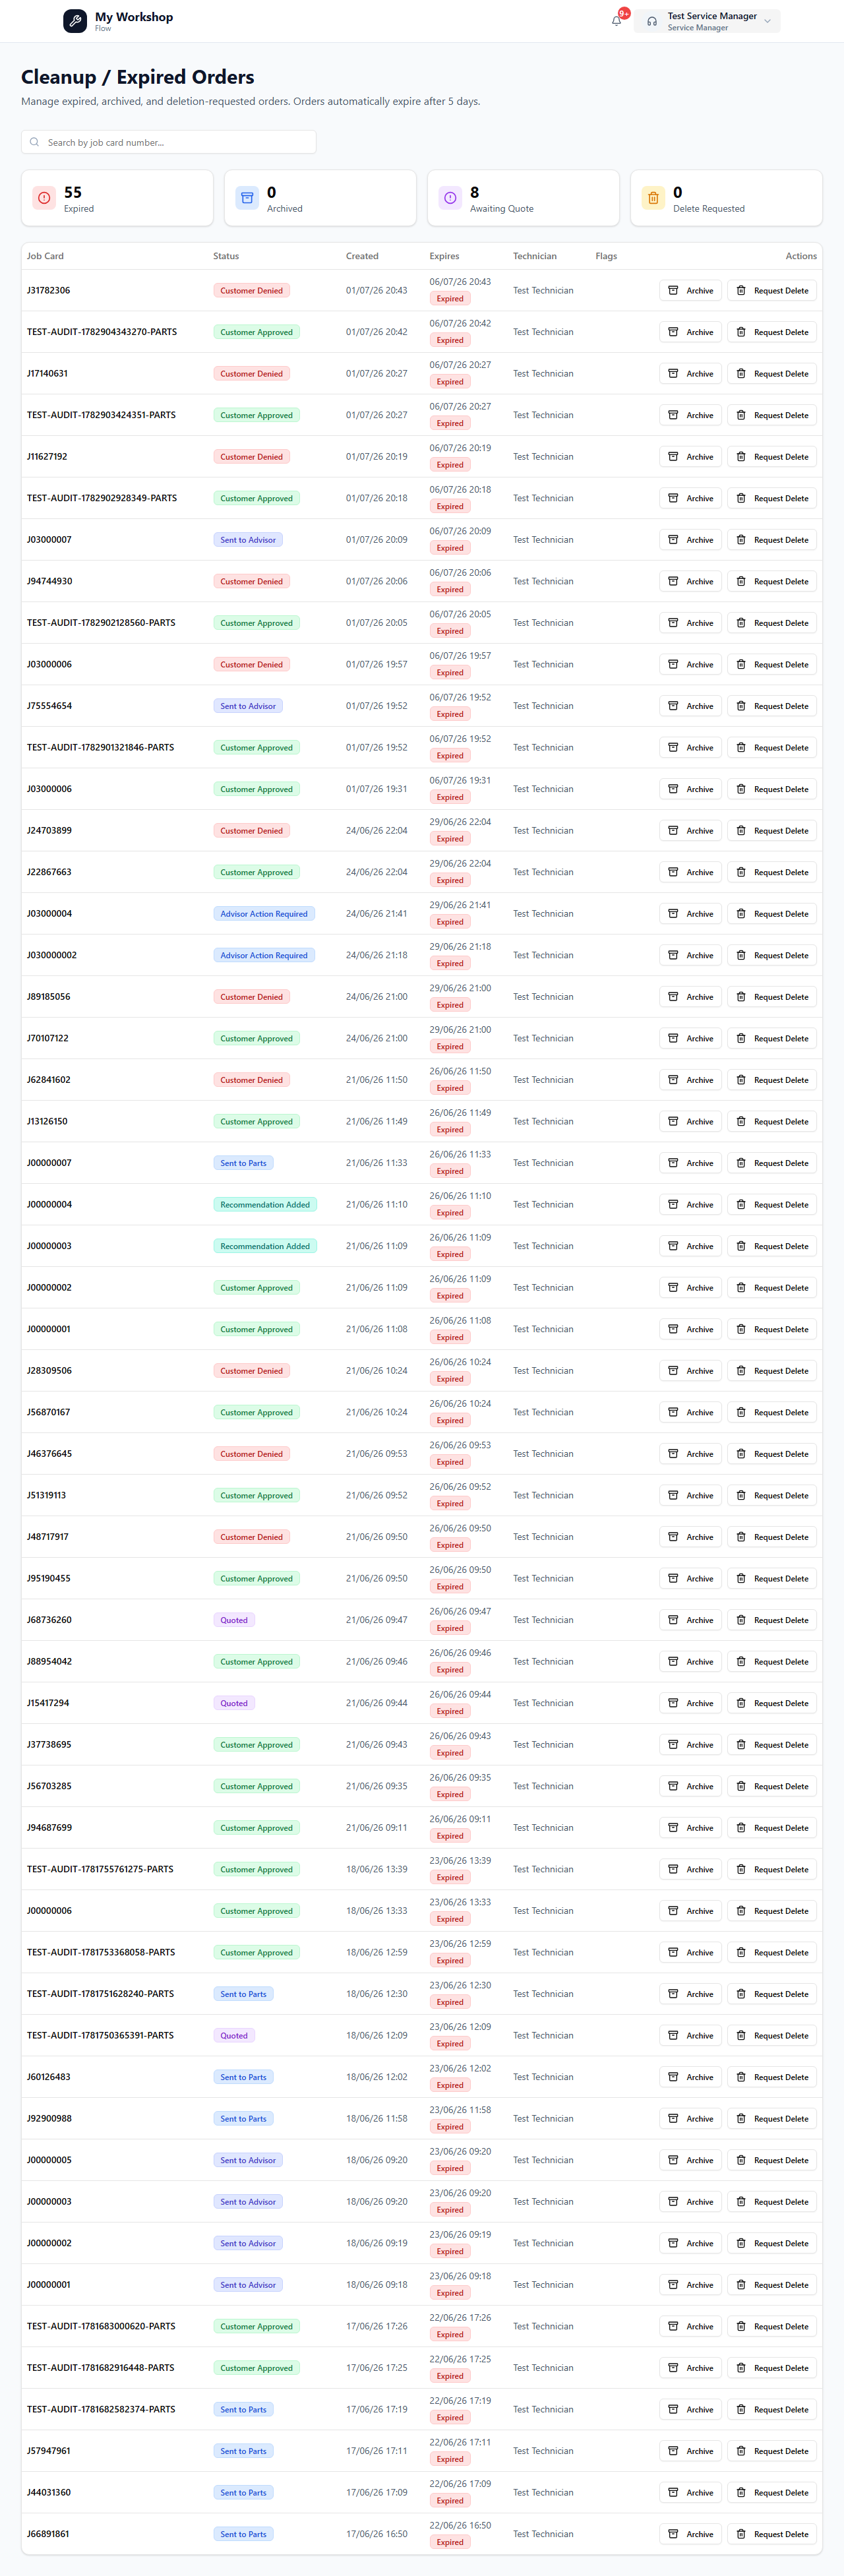 My Workshop
Flow
9+
Test Service Manager
Service Manager
Cleanup / Expired Orders
Manage expired, archived, and deletion-requested orders. Orders automatically expire after 5 days.
Search by job card number...
55
Expired
0
Archived
8
Awaiting Quote
0
Delete Requested
Job Card Status Created Expires Technician Flags Actions
J31782306 Customer Denied 01/07/26 20:43 06/07/26 20:43 Expired Test Technician Archive Request Delete
TEST-AUDIT-1782904343270-PARTS Customer Approved 01/07/26 20:42 06/07/26 20:42 Expired Test Technician Archive Request Delete
J17140631 Customer Denied 01/07/26 20:27 06/07/26 20:27 Expired Test Technician Archive Request Delete
TEST-AUDIT-1782903424351-PARTS Customer Approved 01/07/26 20:27 06/07/26 20:27 Expired Test Technician Archive Request Delete
J11627192 Customer Denied 01/07/26 20:19 06/07/26 20:19 Expired Test Technician Archive Request Delete
TEST-AUDIT-1782902928349-PARTS Customer Approved 01/07/26 20:18 06/07/26 20:18 Expired Test Technician Archive Request Delete
J03000007 Sent to Advisor 01/07/26 20:09 06/07/26 20:09 Expired Test Technician Archive Request Delete
J94744930 Customer Denied 01/07/26 20:06 06/07/26 20:06 Expired Test Technician Archive Request Delete
TEST-AUDIT-1782902128560-PARTS Customer Approved 01/07/26 20:05 06/07/26 20:05 Expired Test Technician Archive Request Delete
J03000006 Customer Denied 01/07/26 19:57 06/07/26 19:57 Expired Test Technician Archive Request Delete
J75554654 Sent to Advisor 01/07/26 19:52 06/07/26 19:52 Expired Test Technician Archive Request Delete
TEST-AUDIT-1782901321846-PARTS Customer Approved 01/07/26 19:52 06/07/26 19:52 Expired Test Technician Archive Request Delete
J03000006 Customer Approved 01/07/26 19:31 06/07/26 19:31 Expired Test Technician Archive Request Delete
J24703899 Customer Denied 24/06/26 22:04 29/06/26 22:04 Expired Test Technician Archive Request Delete
J22867663 Customer Approved 24/06/26 22:04 29/06/26 22:04 Expired Test Technician Archive Request Delete
J03000004 Advisor Action Required 24/06/26 21:41 29/06/26 21:41 Expired Test Technician Archive Request Delete
J030000002 Advisor Action Required 24/06/26 21:18 29/06/26 21:18 Expired Test Technician Archive Request Delete
J89185056 Customer Denied 24/06/26 21:00 29/06/26 21:00 Expired Test Technician Archive Request Delete
J70107122 Customer Approved 24/06/26 21:00 29/06/26 21:00 Expired Test Technician Archive Request Delete
J62841602 Customer Denied 21/06/26 11:50 26/06/26 11:50 Expired Test Technician Archive Request Delete
J13126150 Customer Approved 21/06/26 11:49 26/06/26 11:49 Expired Test Technician Archive Request Delete
J00000007 Sent to Parts 21/06/26 11:33 26/06/26 11:33 Expired Test Technician Archive Request Delete
J00000004 Recommendation Added 21/06/26 11:10 26/06/26 11:10 Expired Test Technician Archive Request Delete
J00000003 Recommendation Added 21/06/26 11:09 26/06/26 11:09 Expired Test Technician Archive Request Delete
J00000002 Customer Approved 21/06/26 11:09 26/06/26 11:09 Expired Test Technician Archive Request Delete
J00000001 Customer Approved 21/06/26 11:08 26/06/26 11:08 Expired Test Technician Archive Request Delete
J28309506 Customer Denied 21/06/26 10:24 26/06/26 10:24 Expired Test Technician Archive Request Delete
J56870167 Customer Approved 21/06/26 10:24 26/06/26 10:24 Expired Test Technician Archive Request Delete
J46376645 Customer Denied 21/06/26 09:53 26/06/26 09:53 Expired Test Technician Archive Request Delete
J51319113 Customer Approved 21/06/26 09:52 26/06/26 09:52 Expired Test Technician Archive Request Delete
J48717917 Customer Denied 21/06/26 09:50 26/06/26 09:50 Expired Test Technician Archive Request Delete
J95190455 Customer Approved 21/06/26 09:50 26/06/26 09:50 Expired Test Technician Archive Request Delete
J68736260 Quoted 21/06/26 09:47 26/06/26 09:47 Expired Test Technician Archive Request Delete
J88954042 Customer Approved 21/06/26 09:46 26/06/26 09:46 Expired Test Technician Archive Request Delete
J15417294 Quoted 21/06/26 09:44 26/06/26 09:44 Expired Test Technician Archive Request Delete
J37738695 Customer Approved 21/06/26 09:43 26/06/26 09:43 Expired Test Technician Archive Request Delete
J56703285 Customer Approved 21/06/26 09:35 26/06/26 09:35 Expired Test Technician Archive Request Delete
J94687699 Customer Approved 21/06/26 09:11 26/06/26 09:11 Expired Test Technician Archive Request Delete
TEST-AUDIT-1781755761275-PARTS Customer Approved 18/06/26 13:39 23/06/26 13:39 Expired Test Technician Archive Request Delete
J00000006 Customer Approved 18/06/26 13:33 23/06/26 13:33 Expired Test Technician Archive Request Delete
TEST-AUDIT-1781753368058-PARTS Customer Approved 18/06/26 12:59 23/06/26 12:59 Expired Test Technician Archive Request Delete
TEST-AUDIT-1781751628240-PARTS Sent to Parts 18/06/26 12:30 23/06/26 12:30 Expired Test Technician Archive Request Delete
TEST-AUDIT-1781750365391-PARTS Quoted 18/06/26 12:09 23/06/26 12:09 Expired Test Technician Archive Request Delete
J60126483 Sent to Parts 18/06/26 12:02 23/06/26 12:02 Expired Test Technician Archive Request Delete
J92900988 Sent to Parts 18/06/26 11:58 23/06/26 11:58 Expired Test Technician Archive Request Delete
J00000005 Sent to Advisor 18/06/26 09:20 23/06/26 09:20 Expired Test Technician Archive Request Delete
J00000003 Sent to Advisor 18/06/26 09:20 23/06/26 09:20 Expired Test Technician Archive Request Delete
J00000002 Sent to Advisor 18/06/26 09:19 23/06/26 09:19 Expired Test Technician Archive Request Delete
J00000001 Sent to Advisor 18/06/26 09:18 23/06/26 09:18 Expired Test Technician Archive Request Delete
TEST-AUDIT-1781683000620-PARTS Customer Approved 17/06/26 17:26 22/06/26 17:26 Expired Test Technician Archive Request Delete
TEST-AUDIT-1781682916448-PARTS Customer Approved 17/06/26 17:25 22/06/26 17:25 Expired Test Technician Archive Request Delete
TEST-AUDIT-1781682582374-PARTS Sent to Parts 17/06/26 17:19 22/06/26 17:19 Expired Test Technician Archive Request Delete
J57947961 Sent to Parts 17/06/26 17:11 22/06/26 17:11 Expired Test Technician Archive Request Delete
J44031360 Sent to Parts 17/06/26 17:09 22/06/26 17:09 Expired Test Technician Archive Request Delete
J66891861 Sent to Parts 17/06/26 16:50 22/06/26 16:50 Expired Test Technician Archive Request Delete